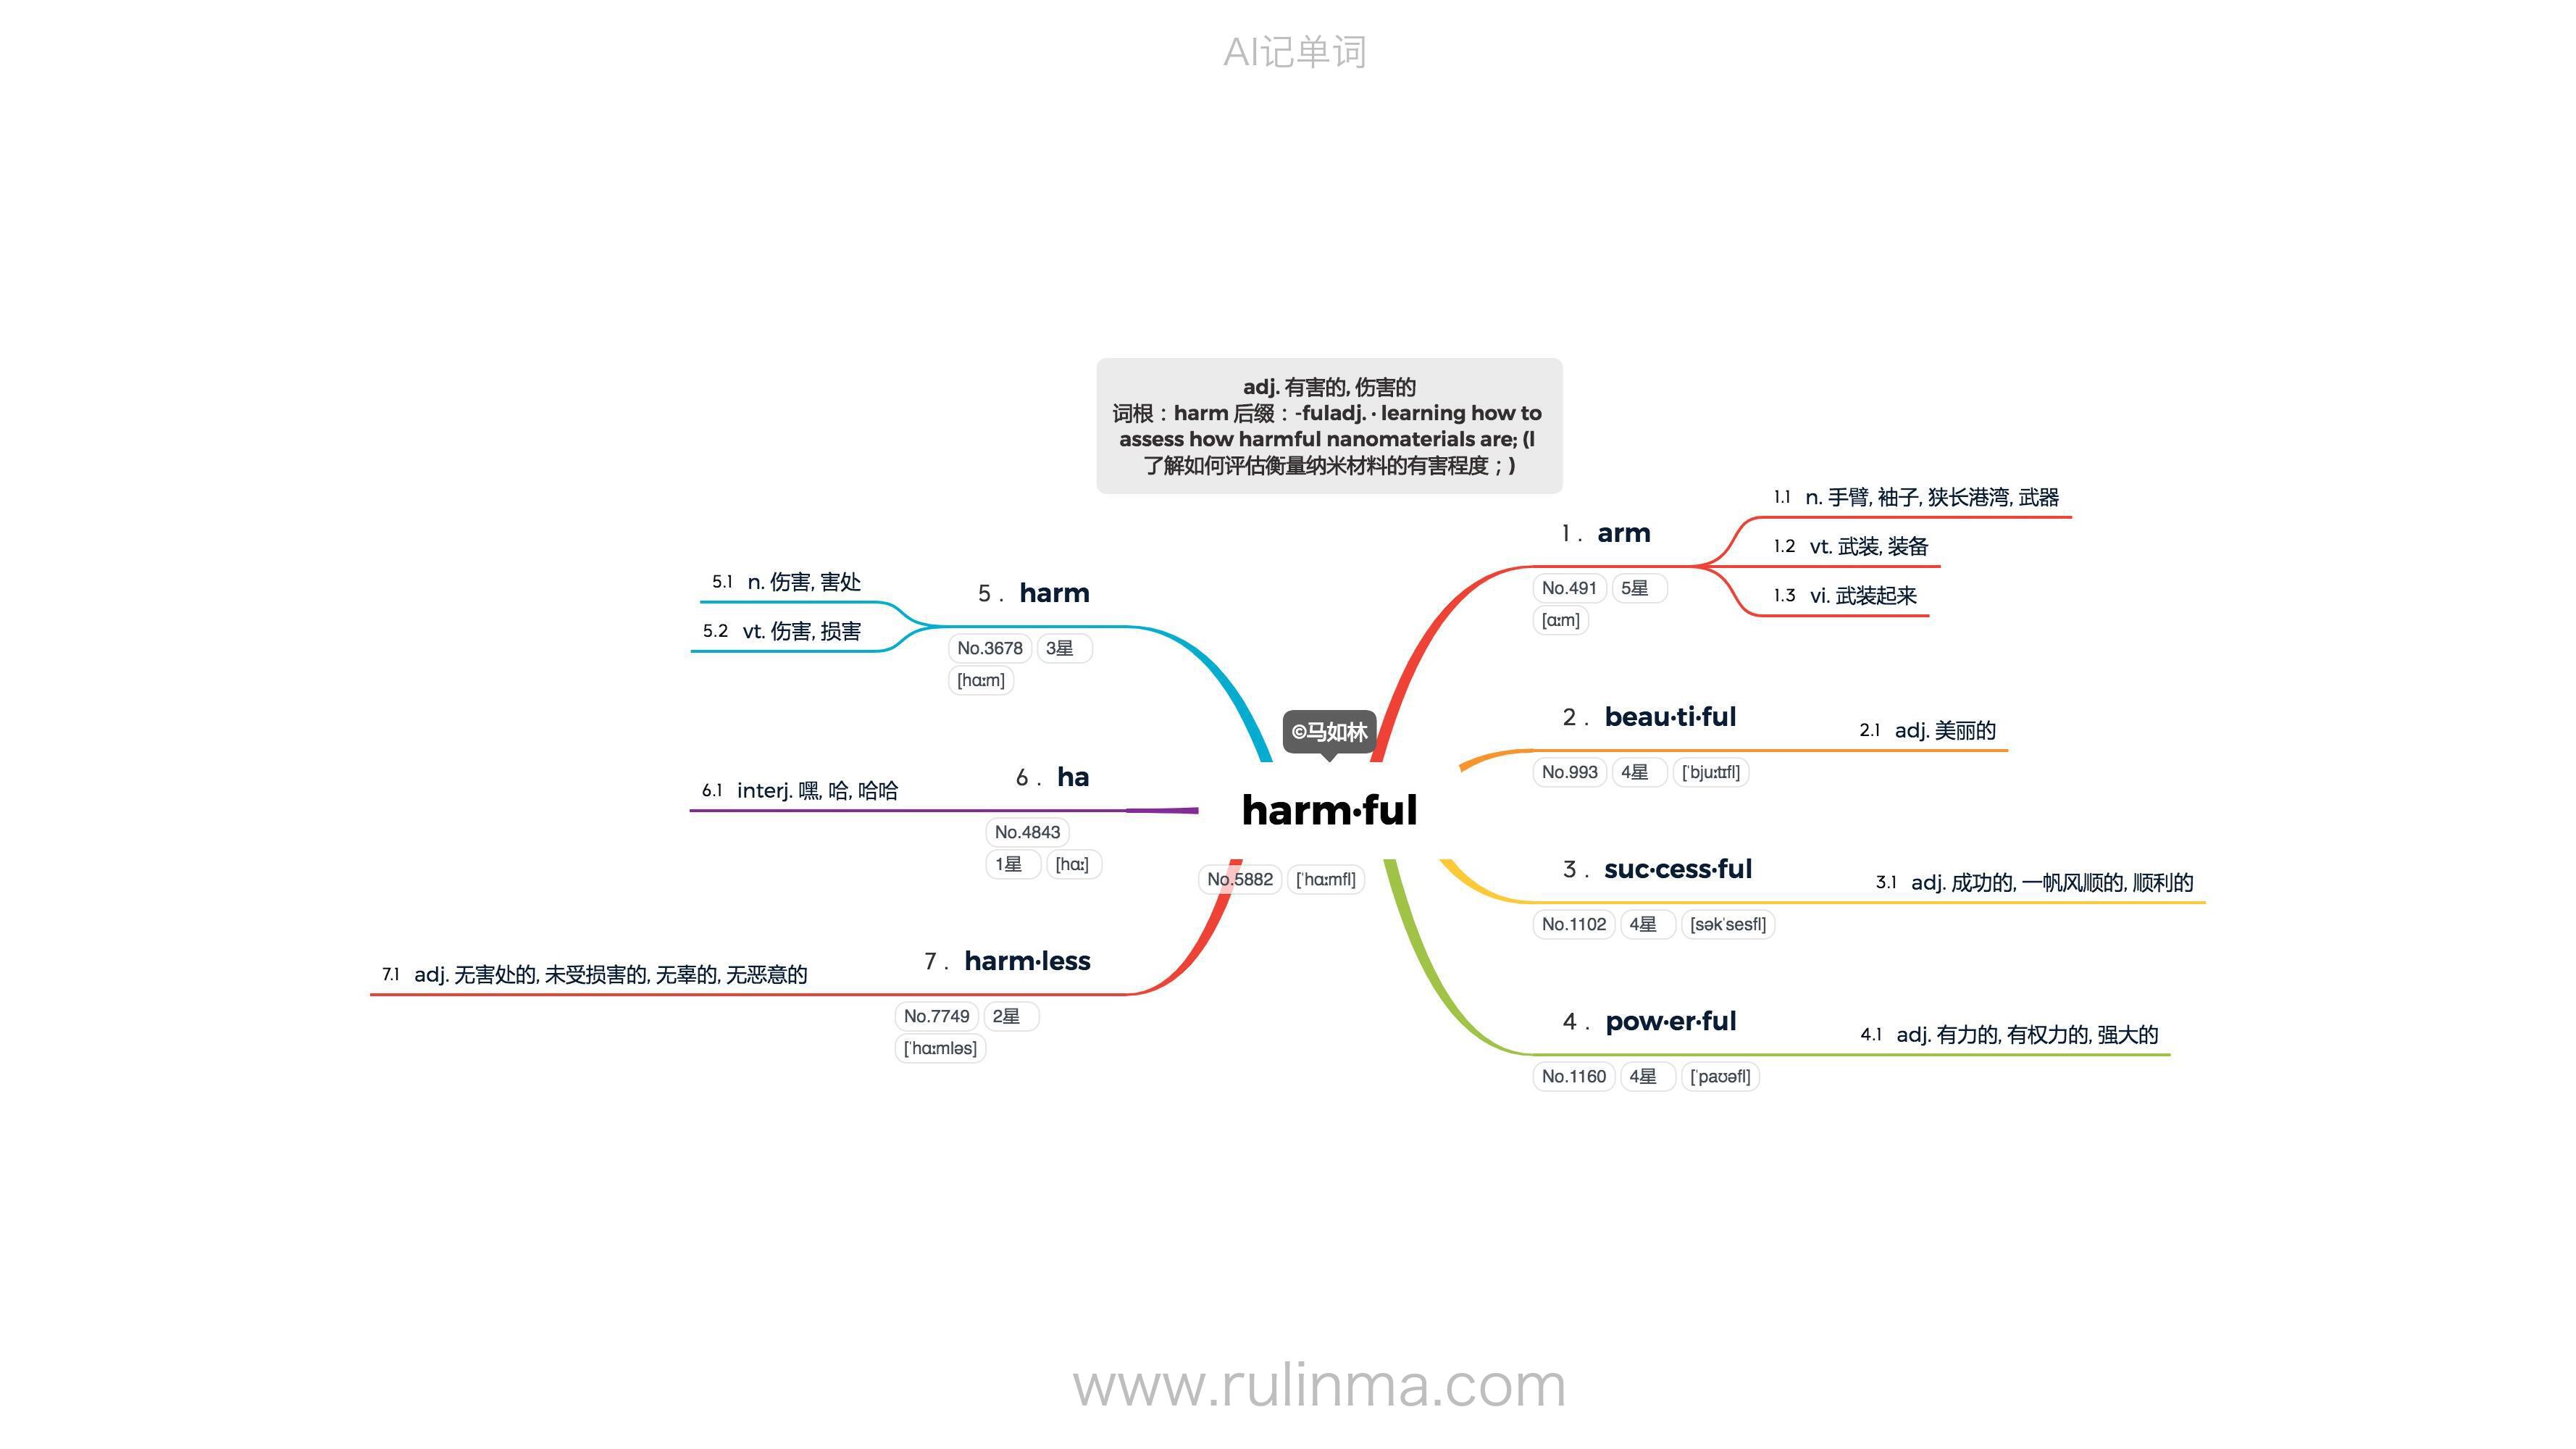 AI记单词
adj. 有害的, 伤害的
词根：harm 后缀：-fuladj. · learning how to
assess how harmful nanomaterials are; (l
了解如何评估衡量纳米材料的有害程度；)
1 . arm
No.491 5星
[ɑːm]
1.1 n. 手臂, 袖子, 狭长港湾, 武器
1.2 vt. 武装, 装备
1.3 vi. 武装起来
2 . beau·ti·ful
No.993 4星 [ˈbjuːtɪfl]
2.1 adj. 美丽的
3 . suc·cess·ful
No.1102 4星 [səkˈsesfl]
3.1 adj. 成功的, 一帆风顺的, 顺利的
4 . pow·er·ful
No.1160 4星 [ˈpaʊəfl]
4.1 adj. 有力的, 有权力的, 强大的
5 . harm
No.3678 3星
[hɑːm]
5.1 n. 伤害, 害处
5.2 vt. 伤害, 损害
6 . ha
No.4843
1星 [hɑː]
6.1 interj. 嘿, 哈, 哈哈
7 . harm·less
No.7749 2星
[ˈhɑːmləs]
7.1 adj. 无害处的, 未受损害的, 无辜的, 无恶意的
©马如林
harm·ful
No.5882 [ˈhɑːmfl]
www.rulinma.com